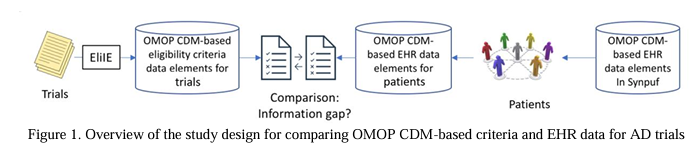 Trials
EliIE
OMOP CDM-based
eligibility criteria
data elements for
trials
Comparison:
Information gap?
OMOP CDM-
based EHR data
elements for
patients
Patients
OMOP CDM-
based EHR
data elements
In Synpuf
Figure 1. Overview of the study design for comparing OMOP CDM-based criteria and EHR data for AD trials